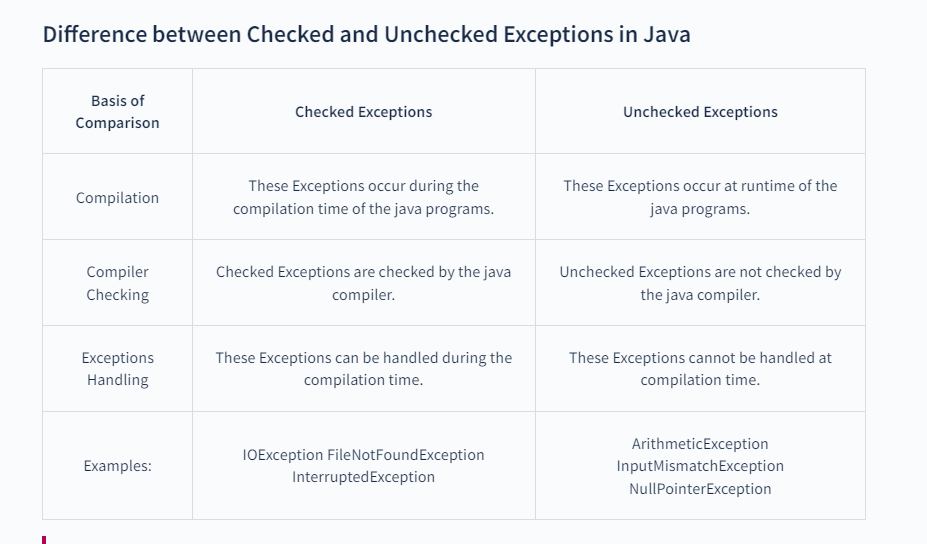 Difference between Checked and Unchecked Exceptions in Java
Basis of
Comparison
Checked Exceptions
Unchecked Exceptions
Compilation
These Exceptions occur during the
compilation time of the java programs.
These Exceptions occur at runtime of the
java programs.
Compiler
Checking
Checked Exceptions are checked by the java
compiler.
Unchecked Exceptions are not checked by
the java compiler.
Exceptions
Handling
These Exceptions can be handled during the
compilation time.
These Exceptions cannot be handled at
compilation time.
Examples:
IOException FileNotFoundException
InterruptedException
ArithmeticException
InputMismatchException
NullPointerException